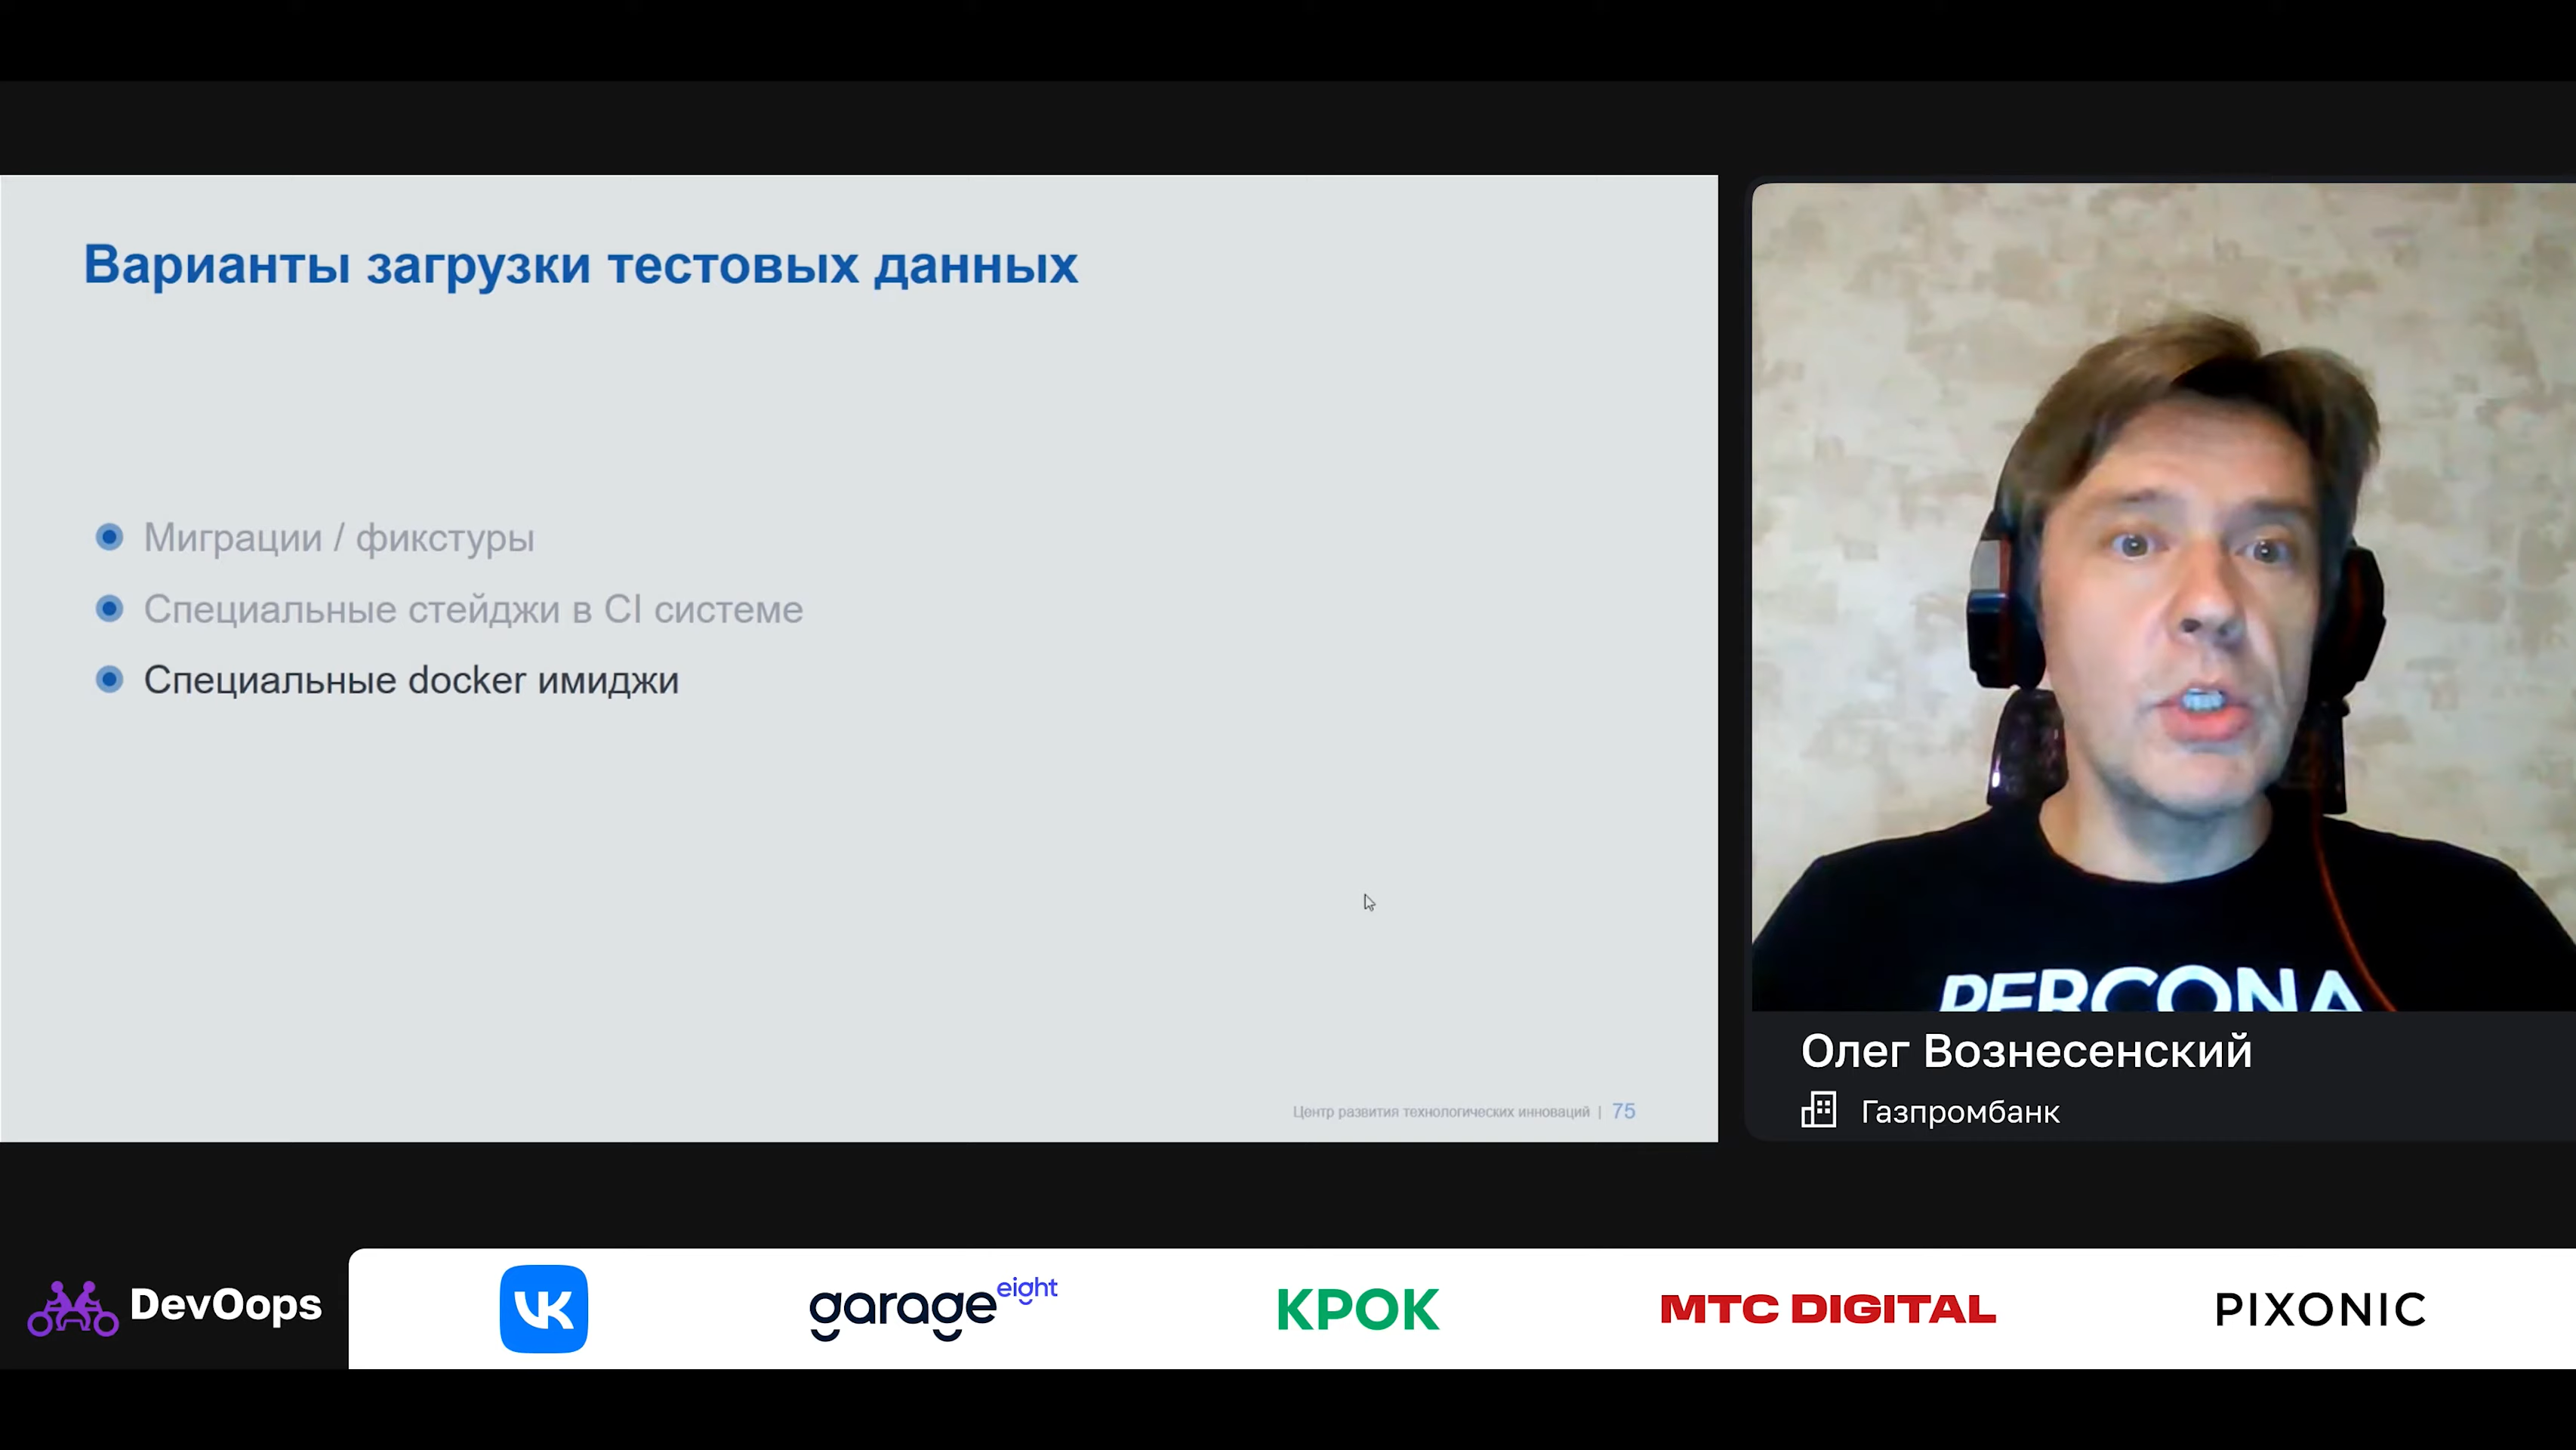 Варианты загрузки тестовых данных
Миграции / фикстуры
Специальные стейджи в CI системе
Специальные docker имиджи
Центр развития технологических инноваций | 75
PERCONA
Олег Вознесенский
Газпромбанк
DevOops
VK
garage eight
КРОК
МТС DIGITAL
PIXONIC